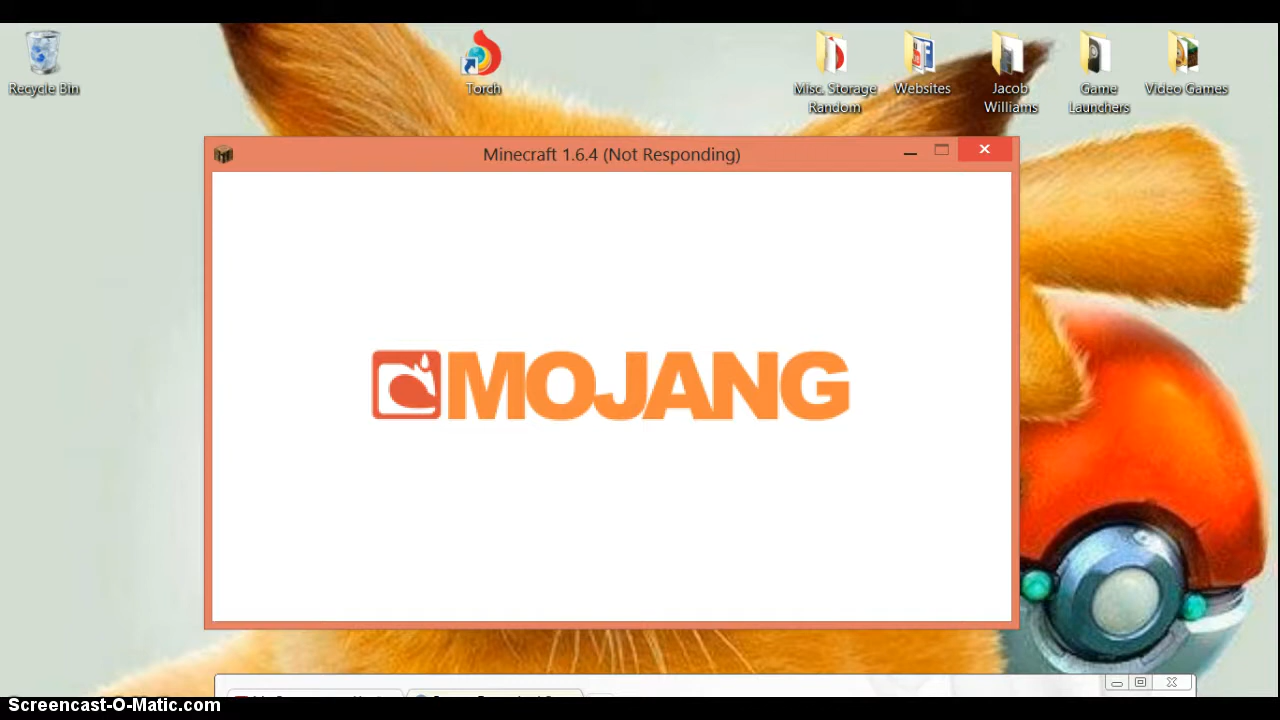 Recycle Bin
Torch
Misc. Storage
Random
Websites
Jacob
Williams
Game
Launchers
Video Games
Minecraft 1.6.4 (Not Responding)
MOJANG
Screencast-O-Matic.com